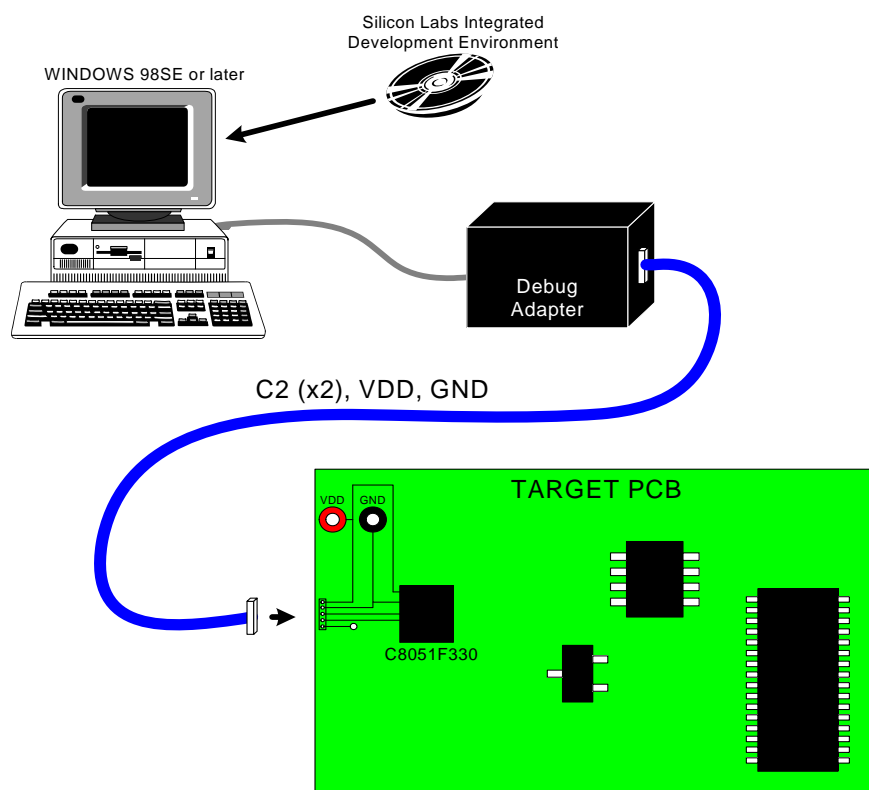 Silicon Labs Integrated
Development Environment
WINDOWS 98SE or later
Debug
Adapter
C2 (x2), VDD, GND
TARGET PCB
VDD
GND
C8051F330